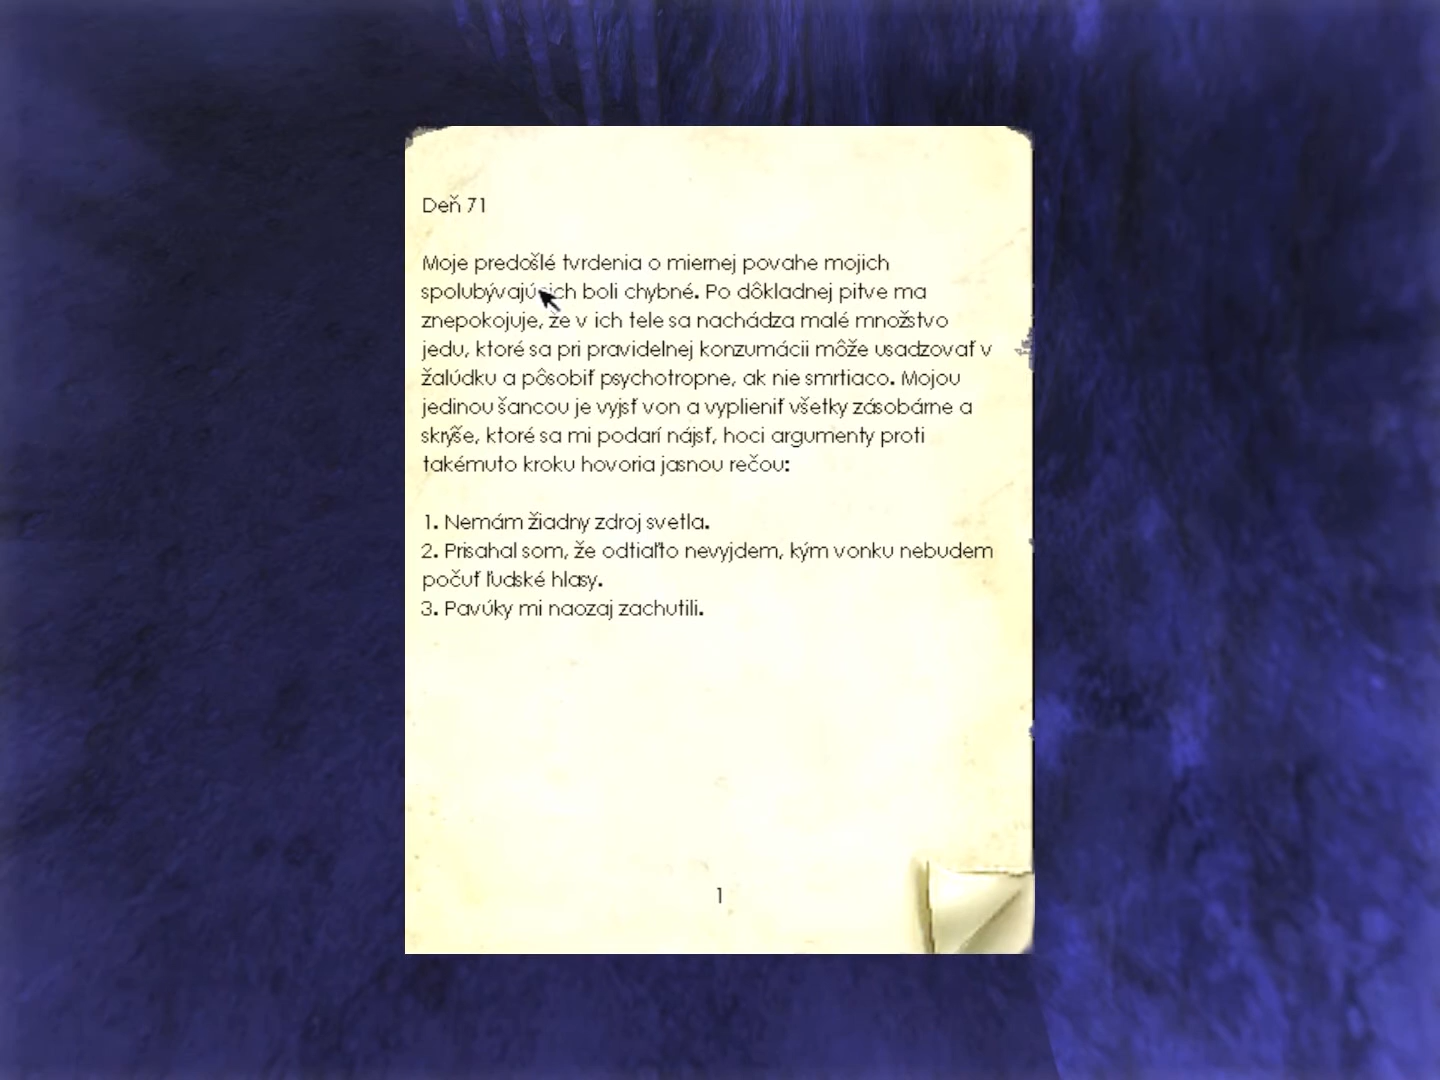 Deň 71
Moje predošlé tvrdenia o miernej povahe mojich
spolubývajúcich boli chybné. Po dôkladnej pitve ma
znepokojuje, že v ich tele sa nachádza malé množstvo
jedu, ktoré sa pri pravidelnej konzumácii môže usadzovať v
žalúdku a pôsobiť psychotropne, ak nie smrtiaco. Mojou
jedinou šancou je vyjsť von a vyplieniť všetky zásobárne a
skrýše, ktoré sa mi podarí nájsť, hoci argumenty proti
takémuto kroku hovoria jasnou rečou:
1. Nemám žiadny zdroj svetla.
2. Prisahal som, že odtiaľto nevyjdem, kým vonku nebudem
počuť ľudské hlasy.
3. Pavúky mi naozaj zachutili.
1